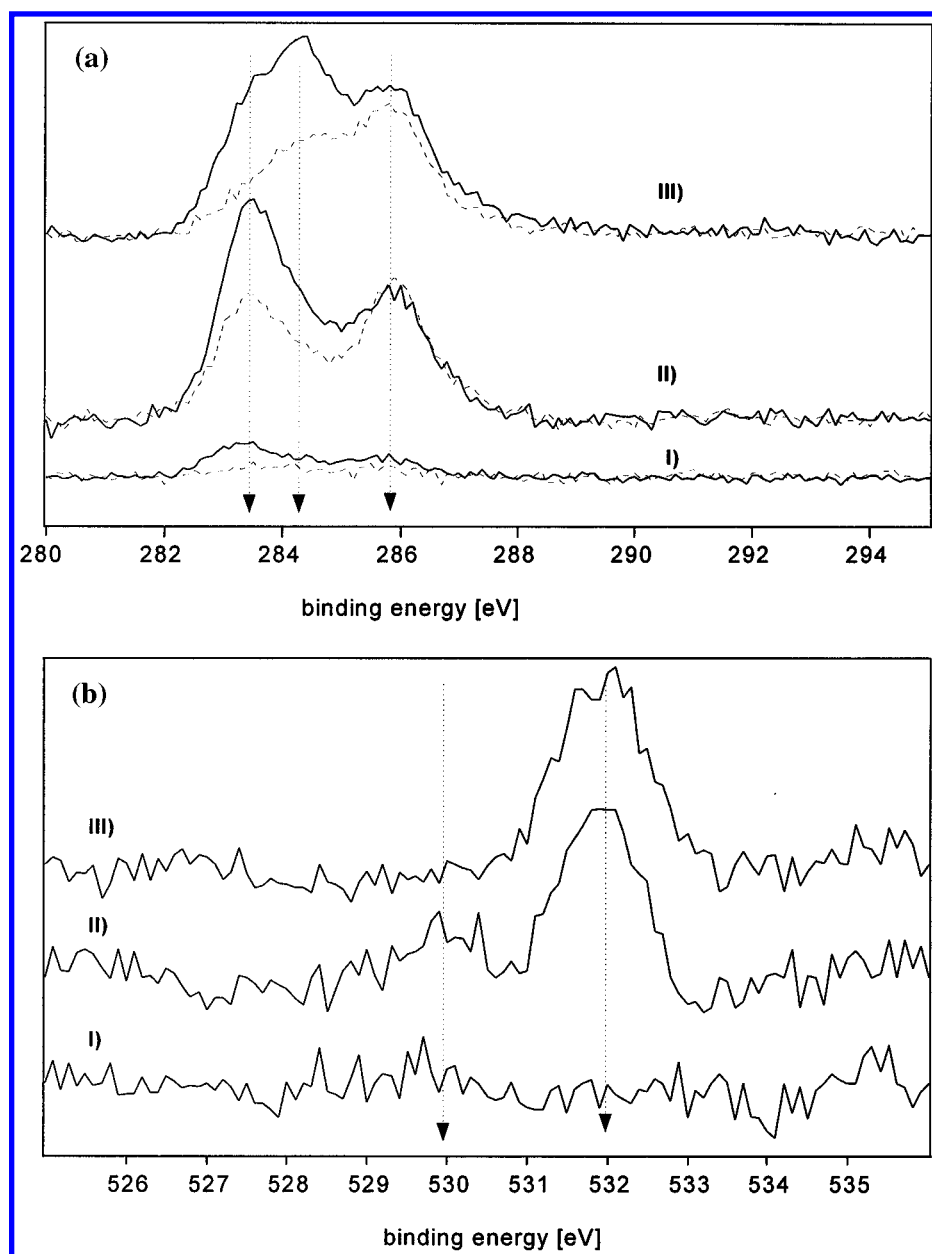 (a)
III)
II)
I)
280 282 284 286 288 290 292 294
binding energy [eV]
(b)
III)
II)
I)
526 527 528 529 530 531 532 533 534 535
binding energy [eV]